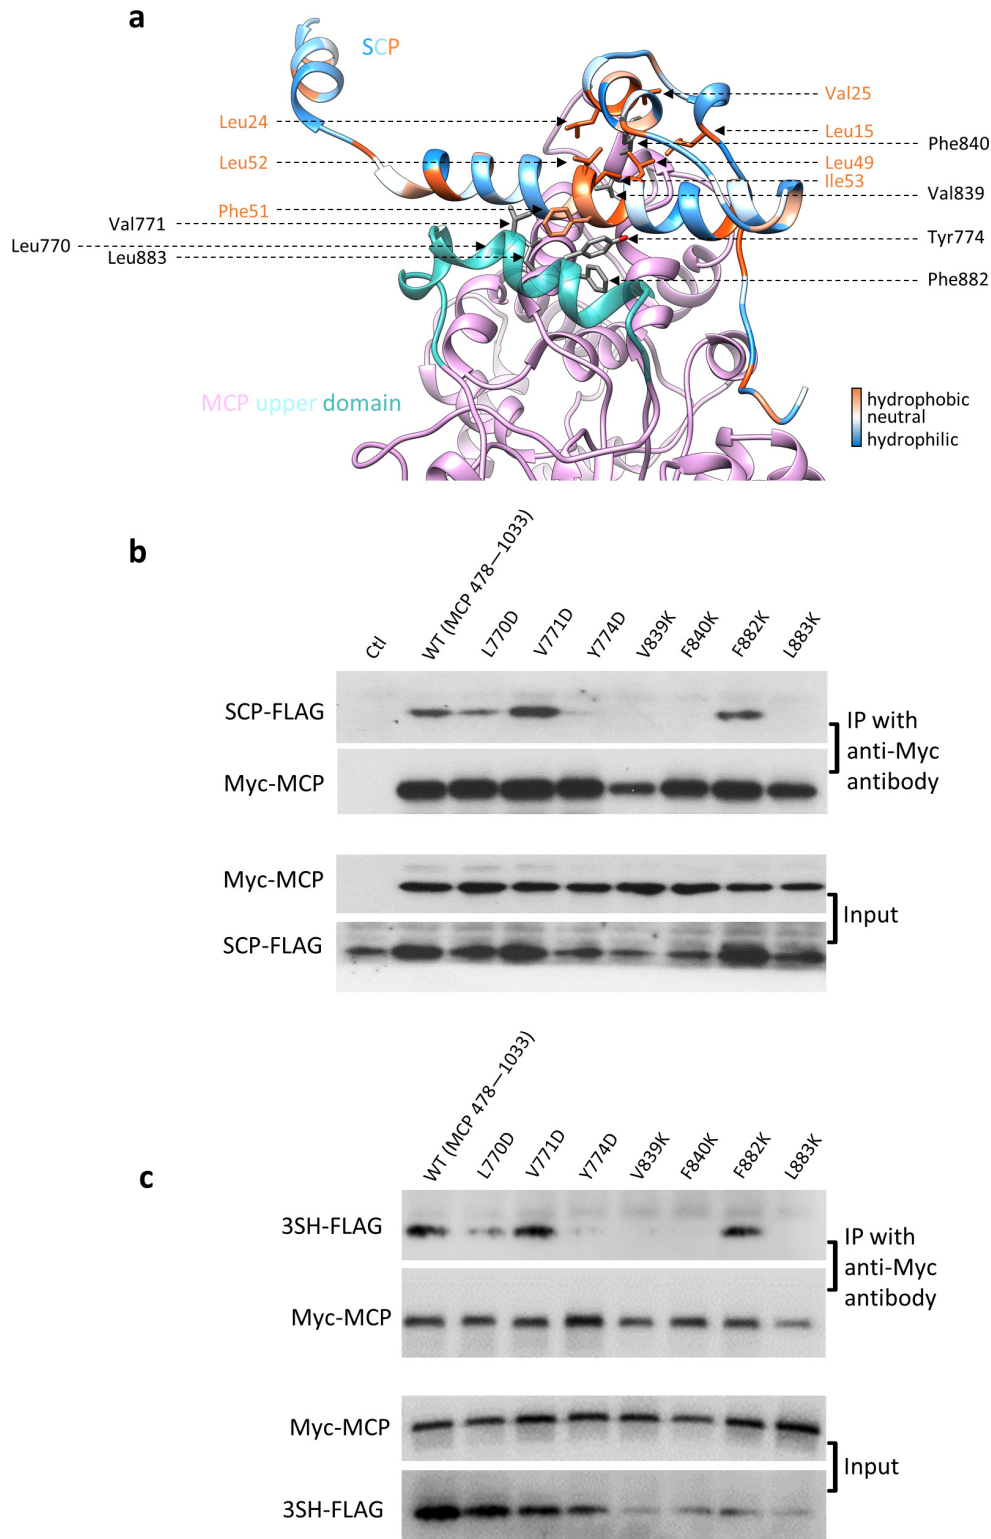 a
SCP
Val25
Leu24
Leu15
Phe840
Leu52
Leu49
Ile53
Val839
Phe51
Val771
Tyr774
Leu770
Leu883
Phe882
MCP upper domain
hydrophobic
neutral
hydrophilic
b
Ctl
WT (MCP 478—1033)
L770D
V771D
Y774D
V839K
F840K
F882K
L883K
SCP-FLAG
Myc-MCP
IP with
anti-Myc
antibody
Myc-MCP
SCP-FLAG
Input
c
WT (MCP 478—1033)
L770D
V771D
Y774D
V839K
F840K
F882K
L883K
3SH-FLAG
Myc-MCP
IP with
anti-Myc
antibody
Myc-MCP
3SH-FLAG
Input